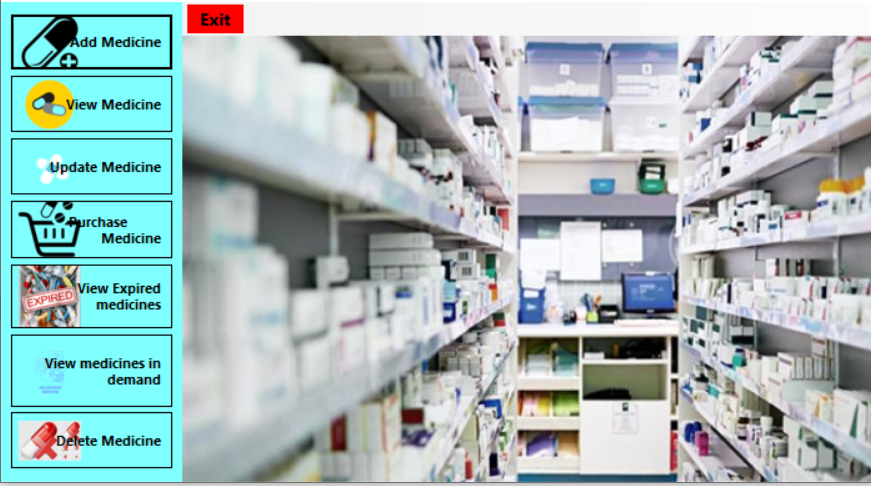 Exit
Add Medicine
View Medicine
Update Medicine
Purchase
Medicine
View Expired
medicines
EXPIRED
View medicines in
demand
Delete Medicine